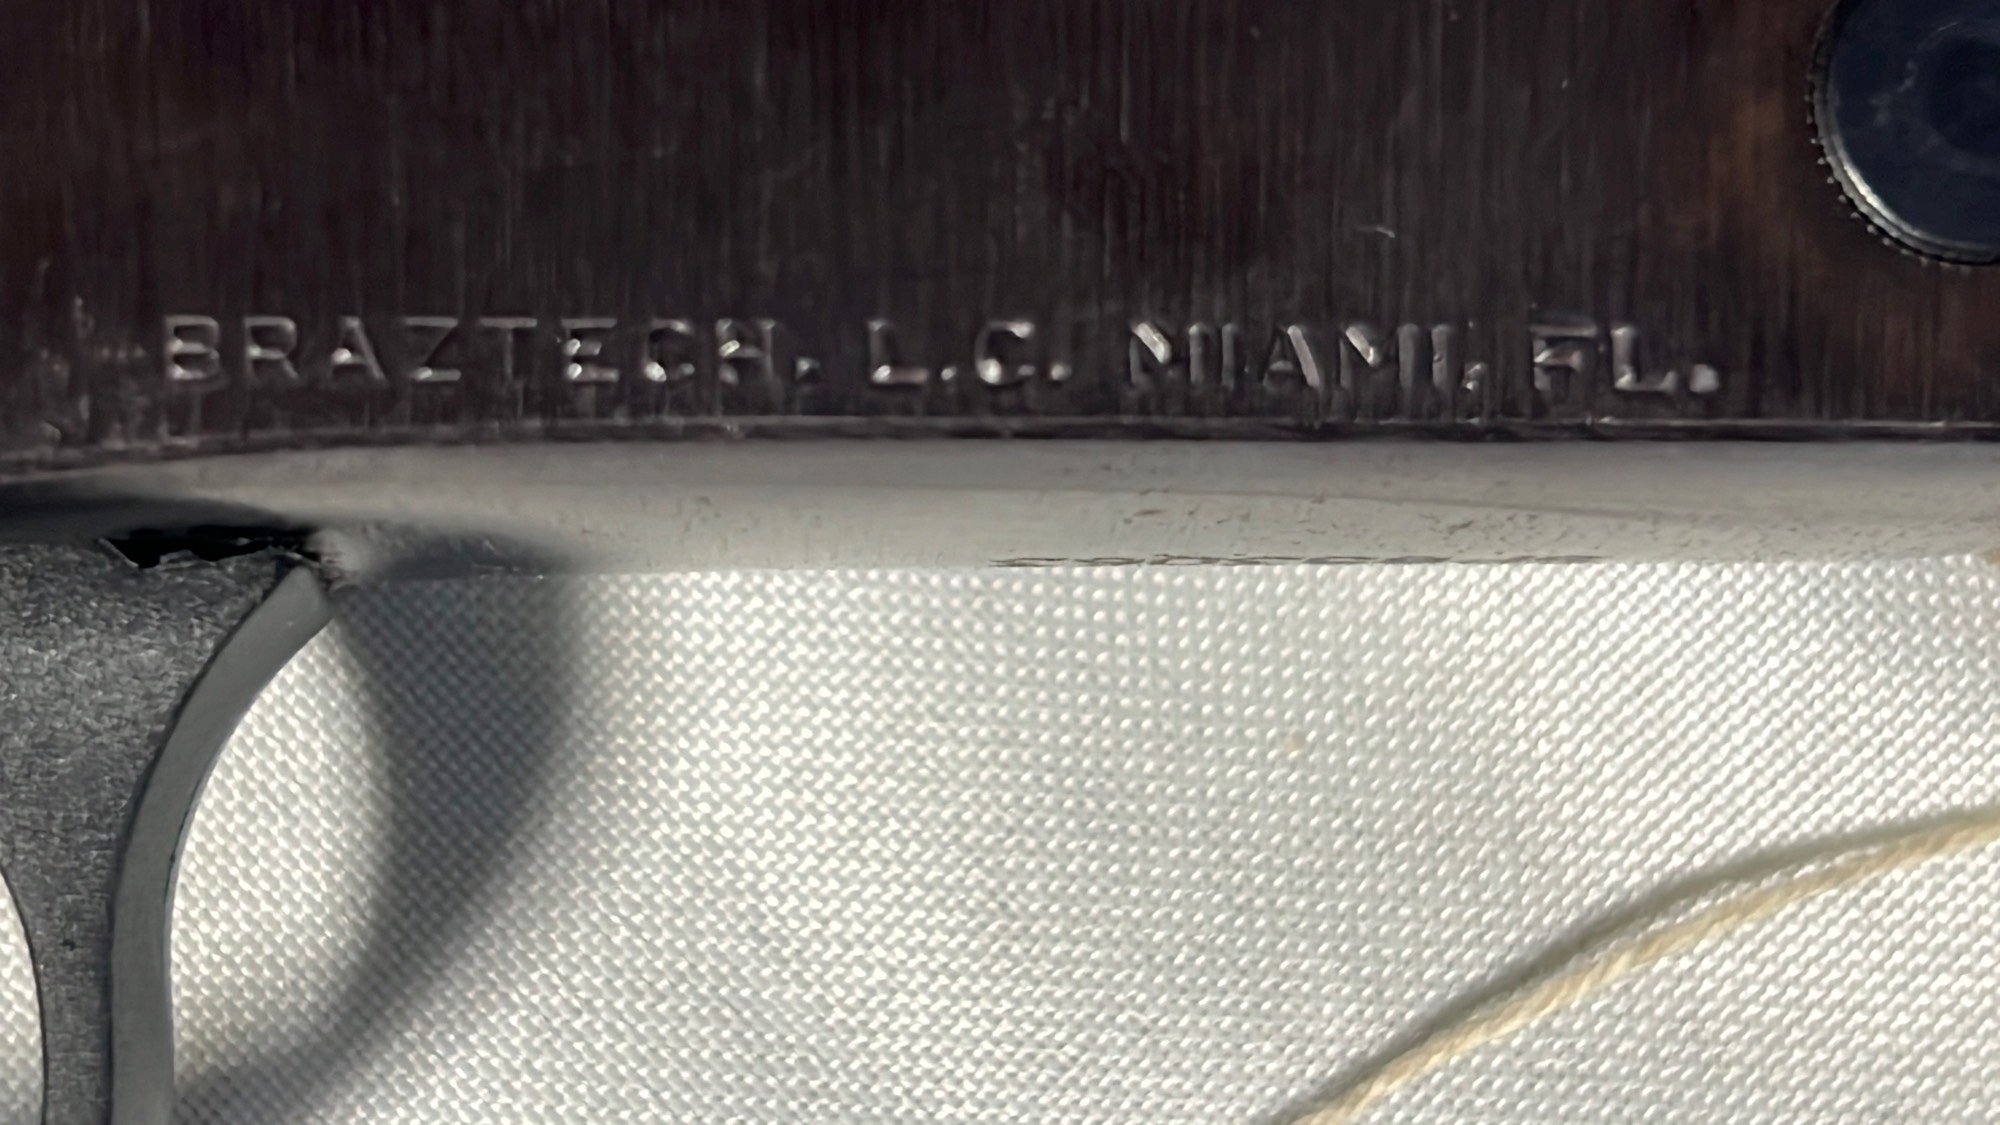 BRAZTECH. L.C. MIAMI, FL.